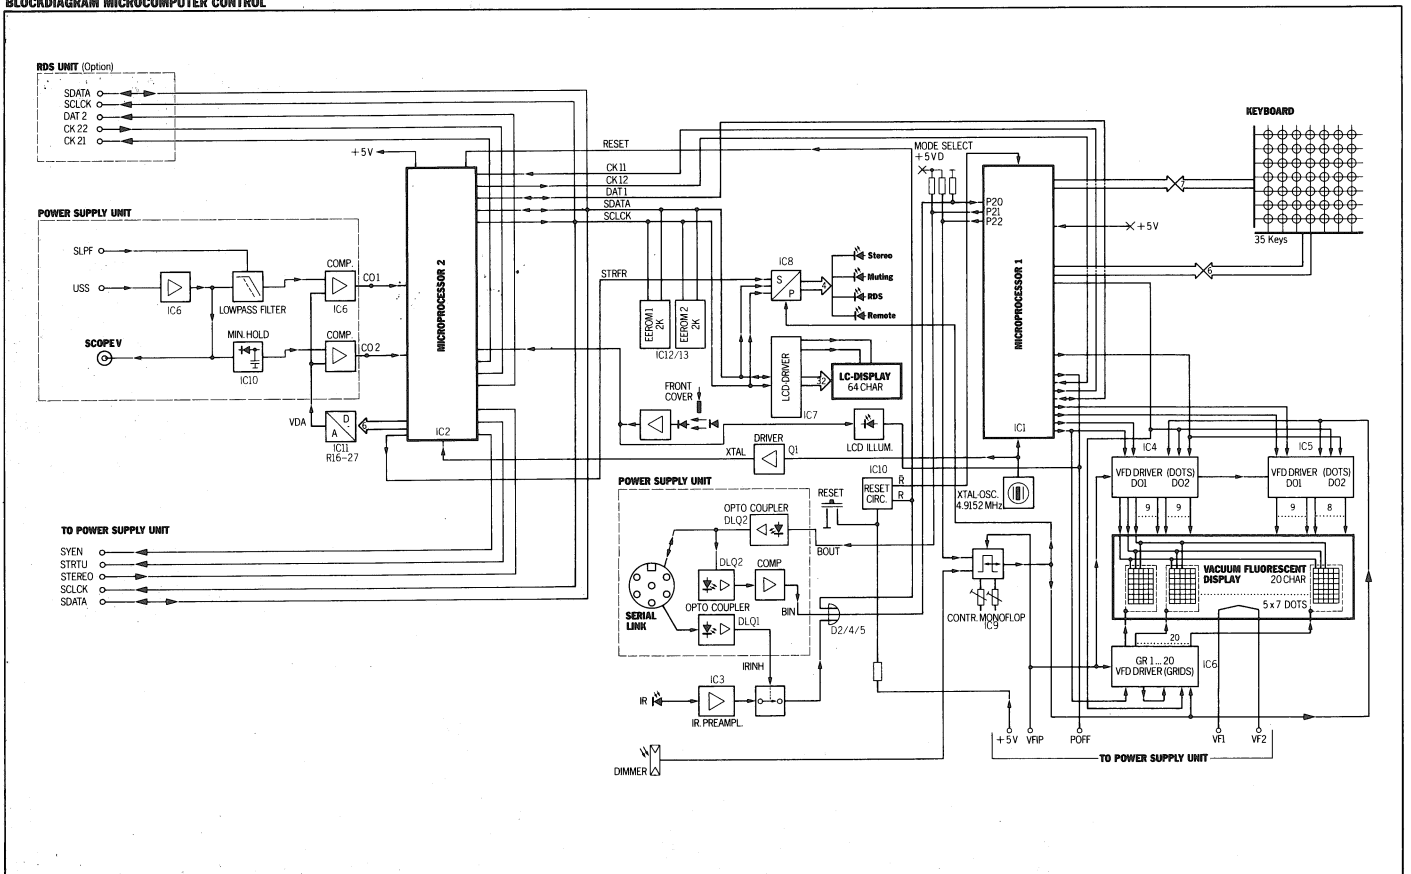 BLOCKDIAGRAM MICROCOMPUTER CONTROL
RDS UNIT (Option)
SDATA
SCLCK
DAT 2
CK 22
CK 21
+5V
RESET
CK11
CK12
DAT1
SDATA
SCLCK
MODE SELECT
+5VD
P20
P21
P22
KEYBOARD
7
+5V
35 Keys
6
POWER SUPPLY UNIT
SLPF
USS
IC6
LOWPASS FILTER
COMP.
IC6
CO1
MIN.HOLD
IC10
COMP.
CO2
SCOPE V
VDA
D
A
6
IC11
R16-27
MICROPROCESSOR 2
IC2
STRFR
EEROM1
2K
EEROM2
2K
IC12/13
IC8
S
P
4
Stereo
Muting
RDS
Remote
LCD-DRIVER
IC7
32
LC-DISPLAY
64 CHAR
FRONT
COVER
LCD ILLUM.
XTAL
DRIVER
Q1
MICROPROCESSOR 1
IC1
XTAL-OSC.
4.9152 MHz
IC10
RESET
CIRC.
R
R
RESET
IC4
VFD DRIVER (DOTS)
DO1 DO2
IC5
VFD DRIVER (DOTS)
DO1 DO2
9
9
9
8
VACUUM FLUORESCENT
DISPLAY
20 CHAR
5x7 DOTS
20
GR 1...20
VFD DRIVER (GRIDS)
IC6
TO POWER SUPPLY UNIT
SYEN
STRTU
STEREO
SCLCK
SDATA
POWER SUPPLY UNIT
OPTO COUPLER
DLQ2
BOUT
DLQ2
COMP
BIN
SERIAL
LINK
OPTO COUPLER
DLQ1
IRINH
D2/4/5
CONTR. MONOFLOP
IC9
IR
IC3
IR. PREAMPL.
DIMMER
+5V
VFIP
POFF
VF1
VF2
TO POWER SUPPLY UNIT